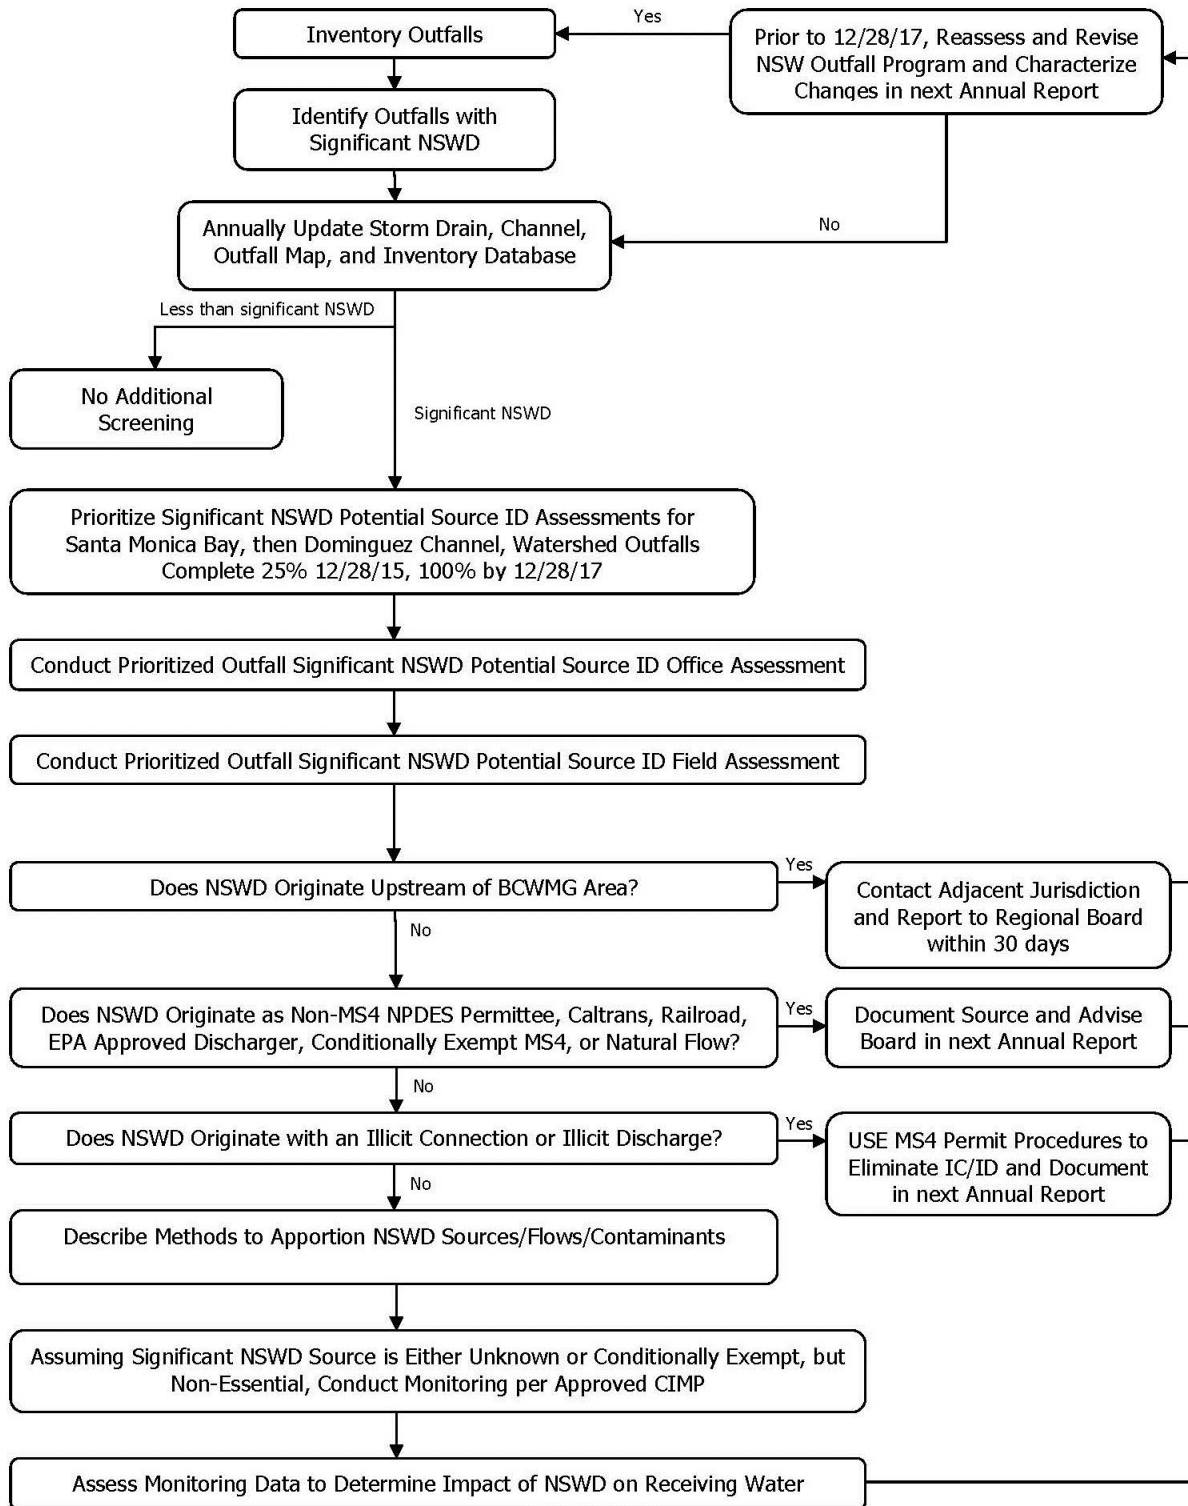 Inventory Outfalls
Yes
Prior to 12/28/17, Reassess and Revise
NSW Outfall Program and Characterize
Changes in next Annual Report
Identify Outfalls with
Significant NSWD
Annually Update Storm Drain, Channel,
Outfall Map, and Inventory Database
No
Less than significant NSWD
No Additional
Screening
Significant NSWD
Prioritize Significant NSWD Potential Source ID Assessments for
Santa Monica Bay, then Dominguez Channel, Watershed Outfalls
Complete 25% 12/28/15, 100% by 12/28/17
Conduct Prioritized Outfall Significant NSWD Potential Source ID Office Assessment
Conduct Prioritized Outfall Significant NSWD Potential Source ID Field Assessment
Does NSWD Originate Upstream of BCWMG Area?
Yes
Contact Adjacent Jurisdiction
and Report to Regional Board
within 30 days
No
Does NSWD Originate as Non-MS4 NPDES Permittee, Caltrans, Railroad,
EPA Approved Discharger, Conditionally Exempt MS4, or Natural Flow?
Yes
Document Source and Advise
Board in next Annual Report
No
Does NSWD Originate with an Illicit Connection or Illicit Discharge?
Yes
USE MS4 Permit Procedures to
Eliminate IC/ID and Document
in next Annual Report
No
Describe Methods to Apportion NSWD Sources/Flows/Contaminants
Assuming Significant NSWD Source is Either Unknown or Conditionally Exempt, but
Non-Essential, Conduct Monitoring per Approved CIMP
Assess Monitoring Data to Determine Impact of NSWD on Receiving Water